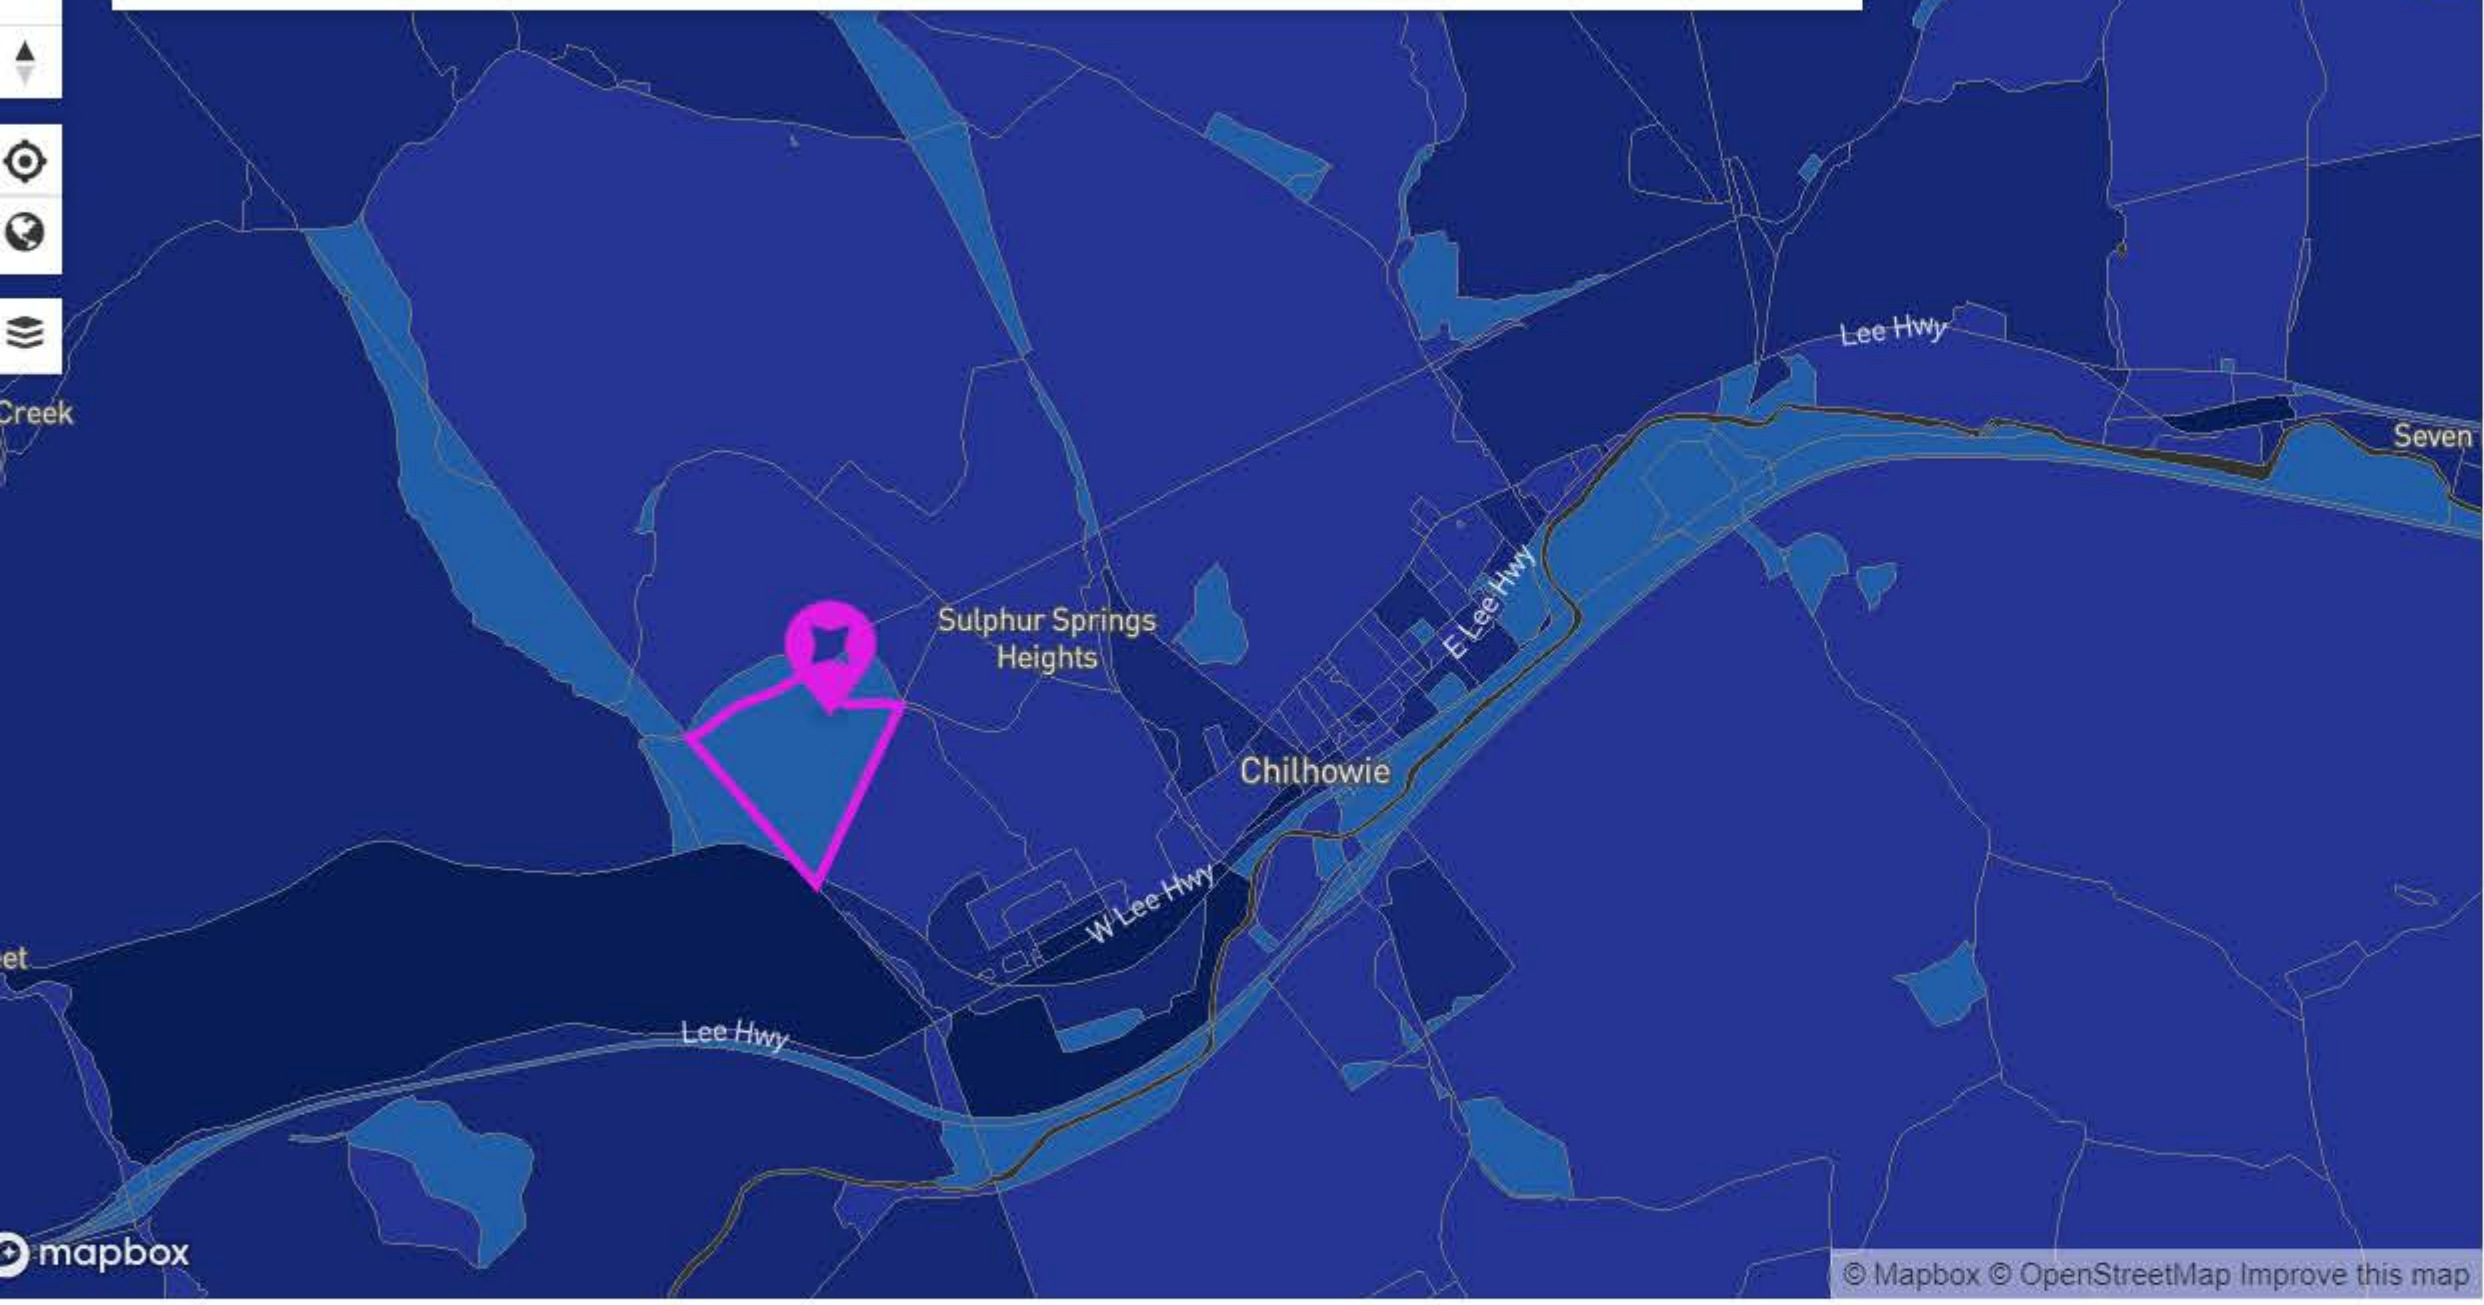 Lee Hwy
Creek
Seven
E Lee Hwy
Sulphur Springs
Heights
Chilhowie
W Lee Hwy
et
Lee Hwy
mapbox
© Mapbox © OpenStreetMap Improve this map